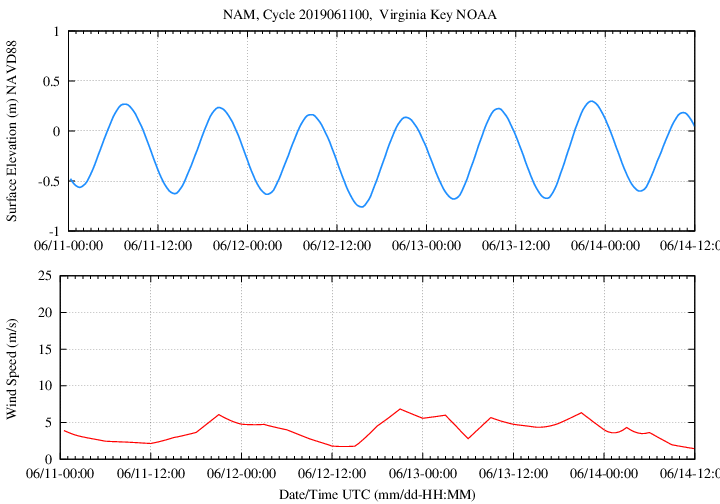 NAM, Cycle 2019061100,  Virginia Key NOAA
Surface Elevation (m) NAVD88
1
0.5
0
-0.5
-1
06/11-00:00 06/11-12:00 06/12-00:00 06/12-12:00 06/13-00:00 06/13-12:00 06/14-00:00 06/14-12:0
Wind Speed (m/s)
25
20
15
10
5
0
06/11-00:00 06/11-12:00 06/12-00:00 06/12-12:00 06/13-00:00 06/13-12:00 06/14-00:00 06/14-12:0
Date/Time UTC (mm/dd-HH:MM)